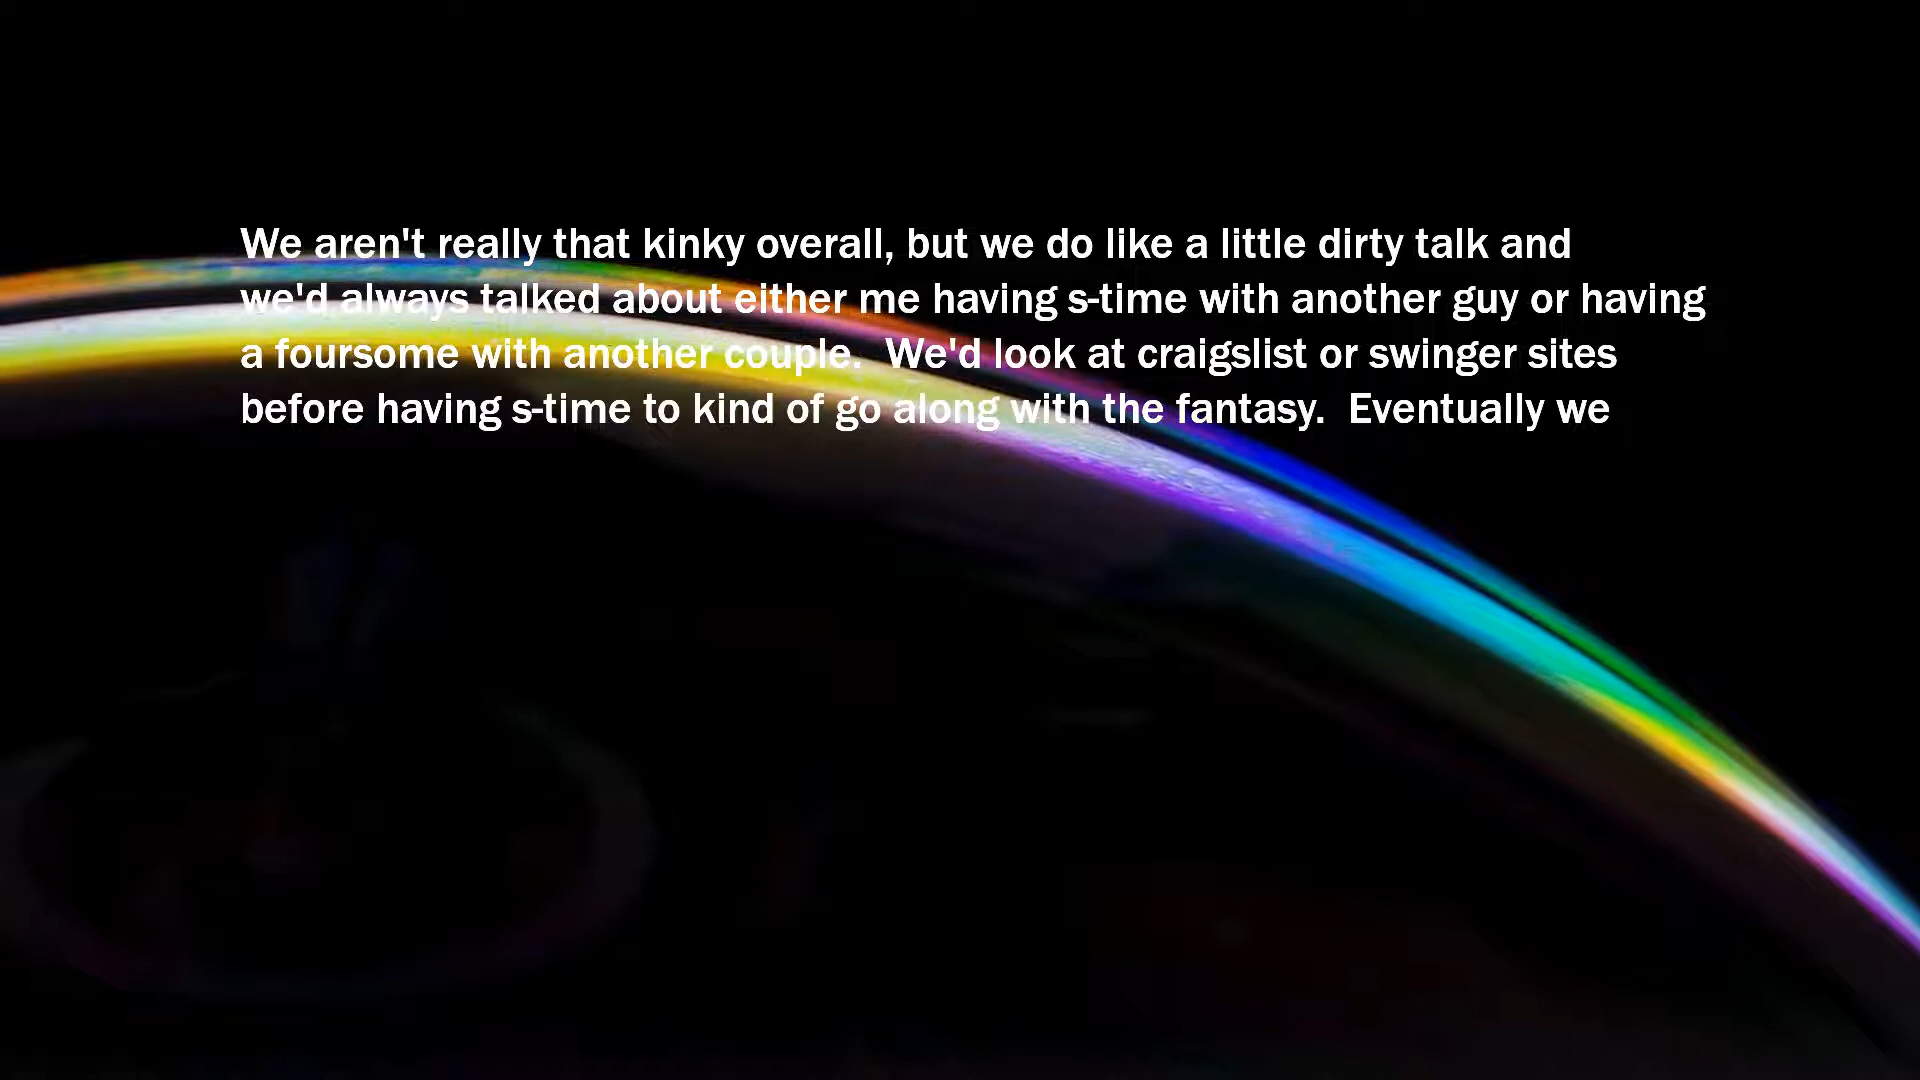 We aren't really that kinky overall, but we do like a little dirty talk and
we'd always talked about either me having s-time with another guy or having
a foursome with another couple.  We'd look at craigslist or swinger sites
before having s-time to kind of go along with the fantasy.  Eventually we